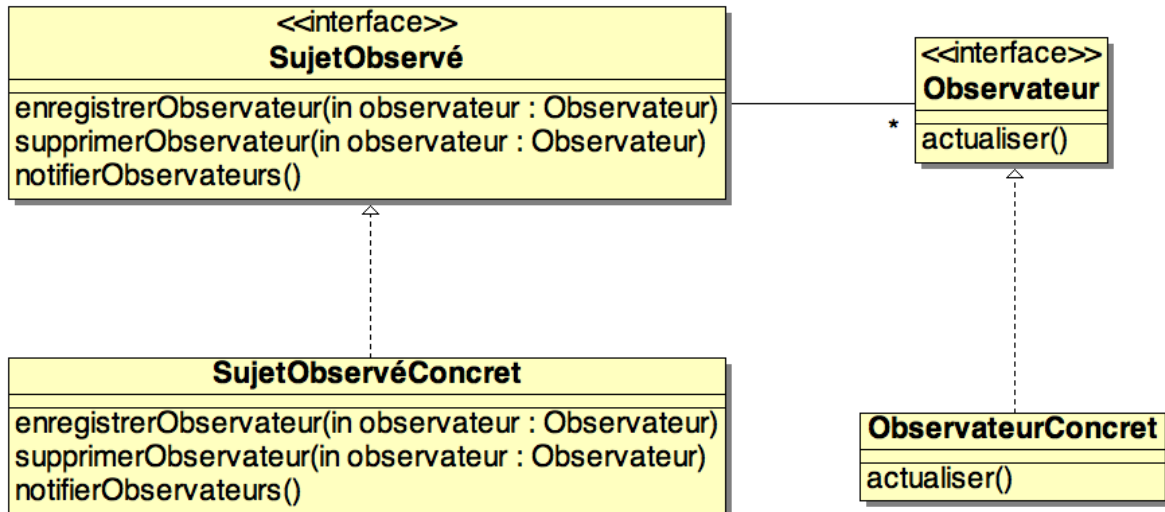 <<interface>>
SujetObservé
enregistrerObservateur(in observateur : Observateur)
supprimerObservateur(in observateur : Observateur)
notifierObservateurs()
<<interface>>
Observateur
actualiser()
*
SujetObservéConcret
enregistrerObservateur(in observateur : Observateur)
supprimerObservateur(in observateur : Observateur)
notifierObservateurs()
ObservateurConcret
actualiser()